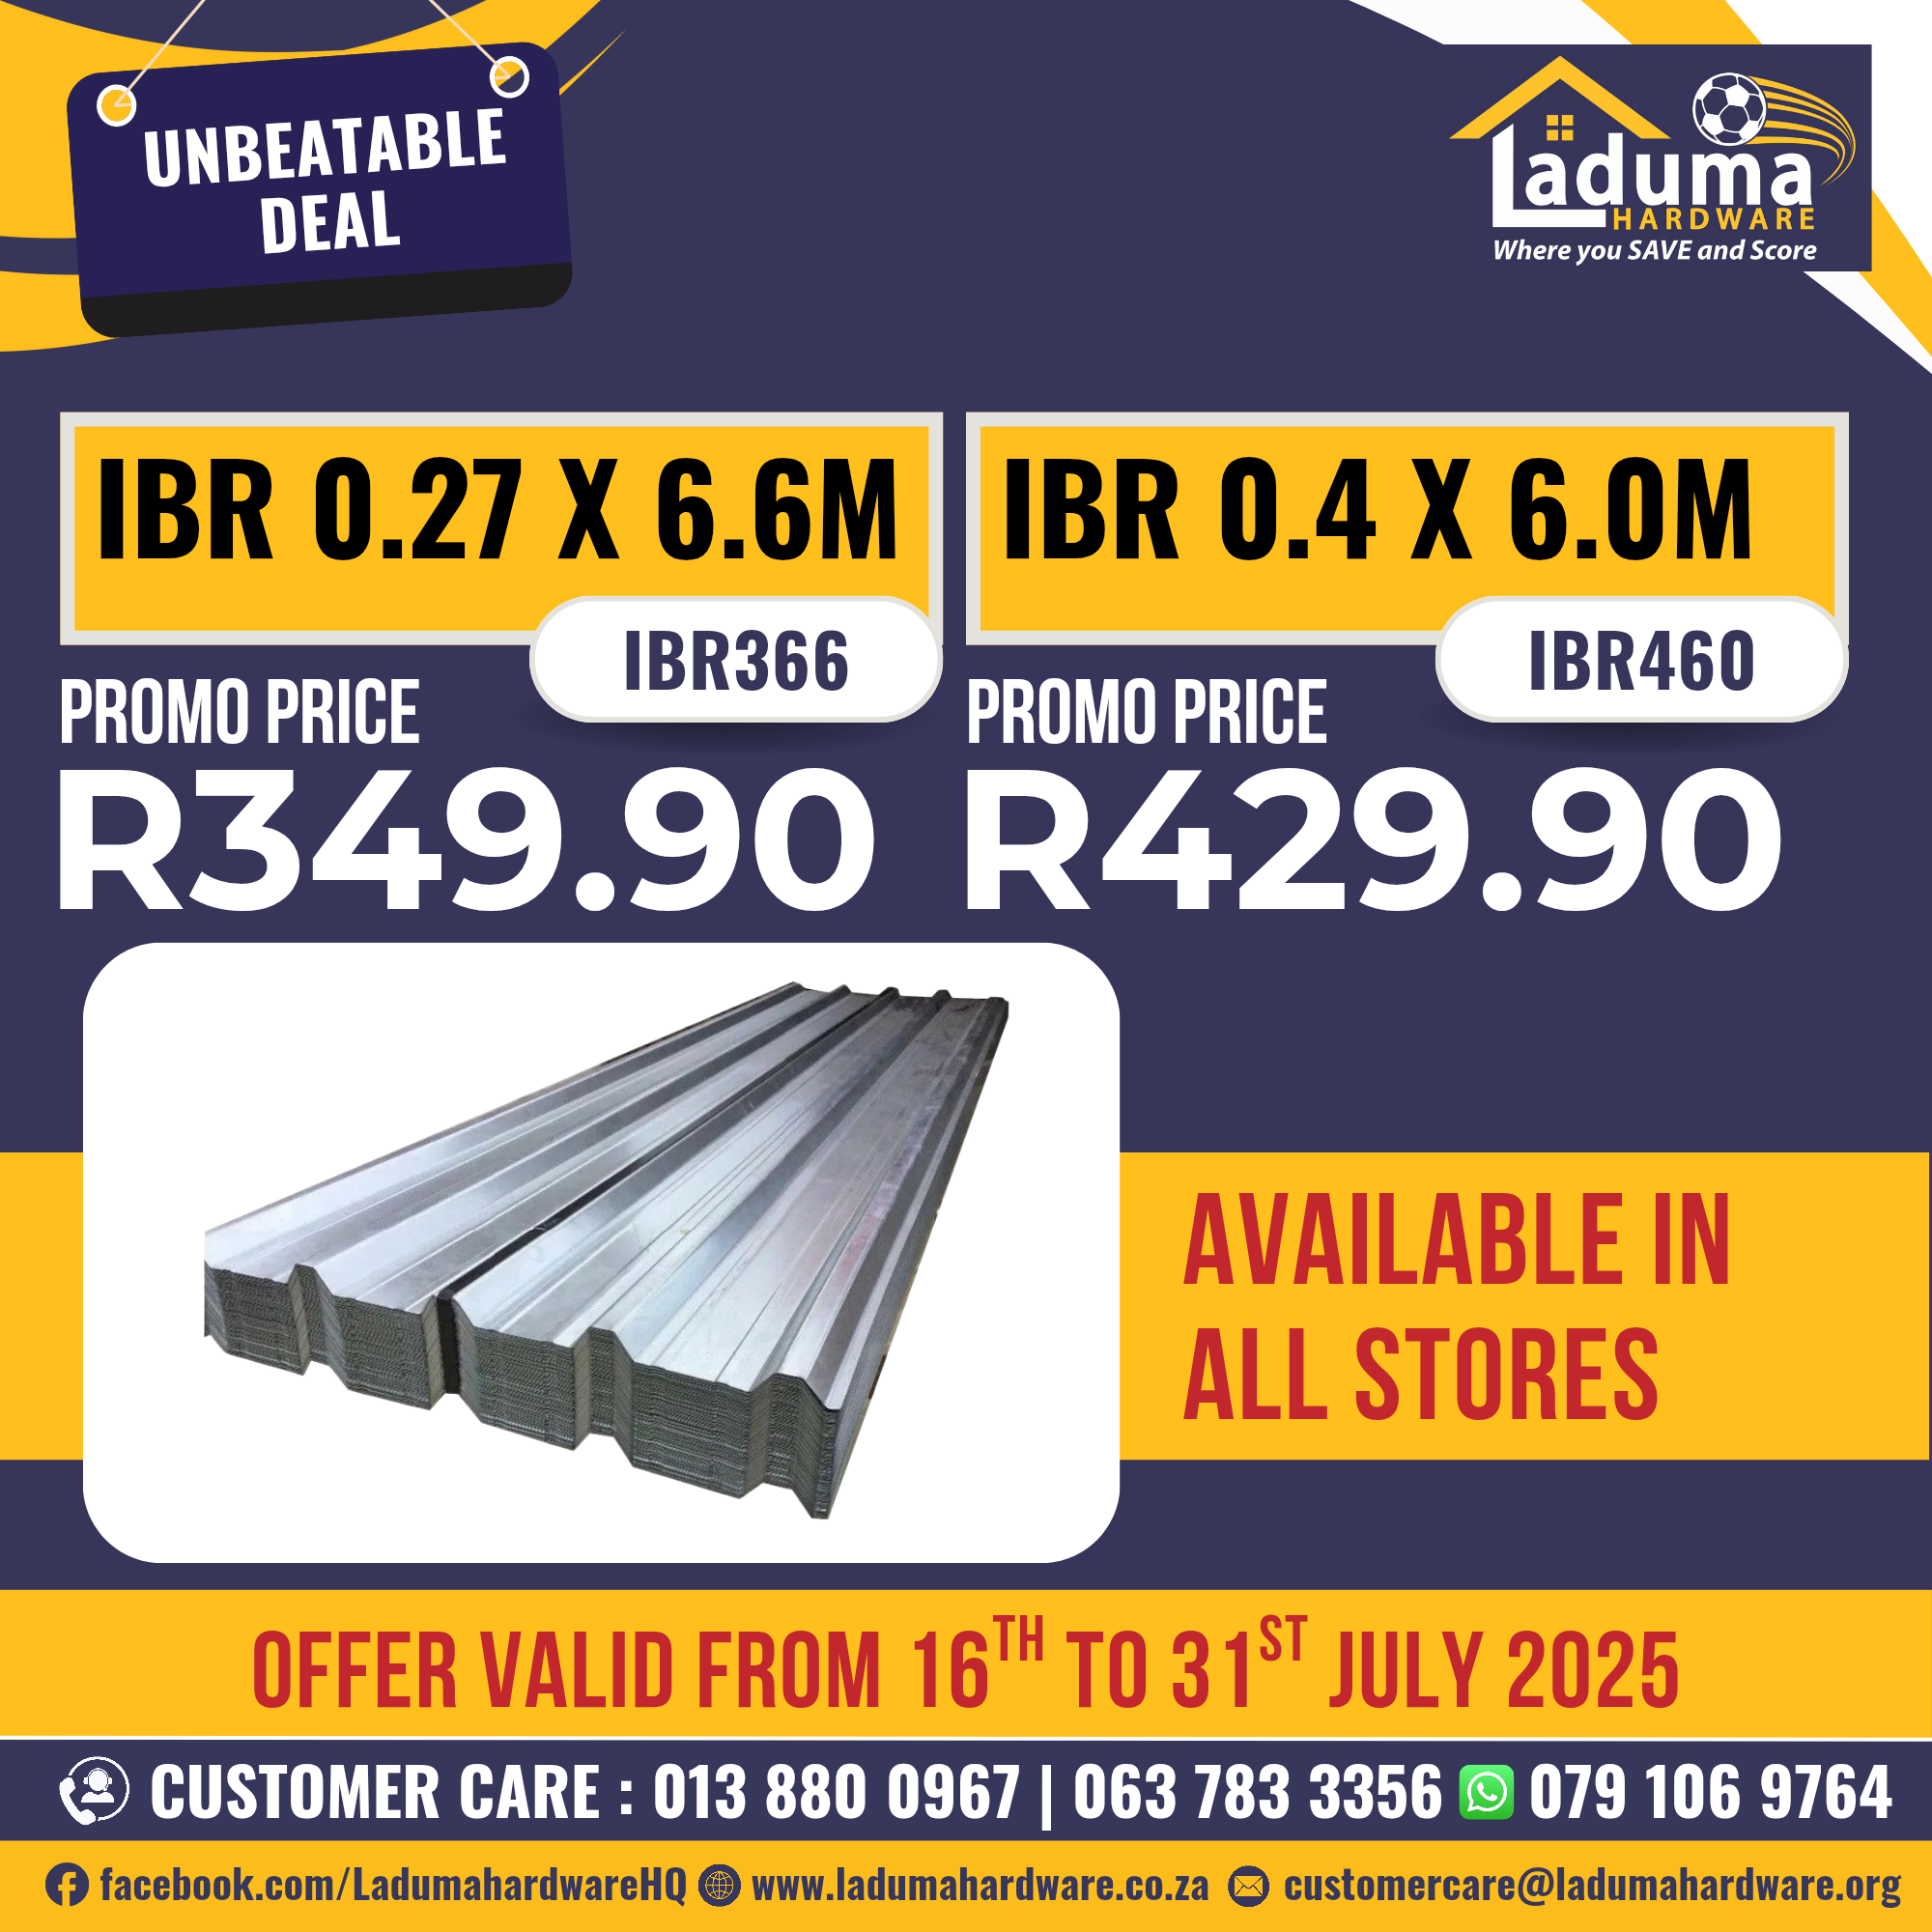 UNBEATABLE
DEAL
Laduma
HARDWARE
Where you SAVE and Score
IBR 0.27 X 6.6M
IBR366
PROMO PRICE
R349.90
IBR 0.4 X 6.0M
IBR460
PROMO PRICE
R429.90
AVAILABLE IN
ALL STORES
OFFER VALID FROM 16TH TO 31ST JULY 2025
CUSTOMER CARE : 013 880 0967 | 063 783 3356 079 106 9764
facebook.com/LadumahardwareHQ www.ladumahardware.co.za customercare@ladumahardware.org